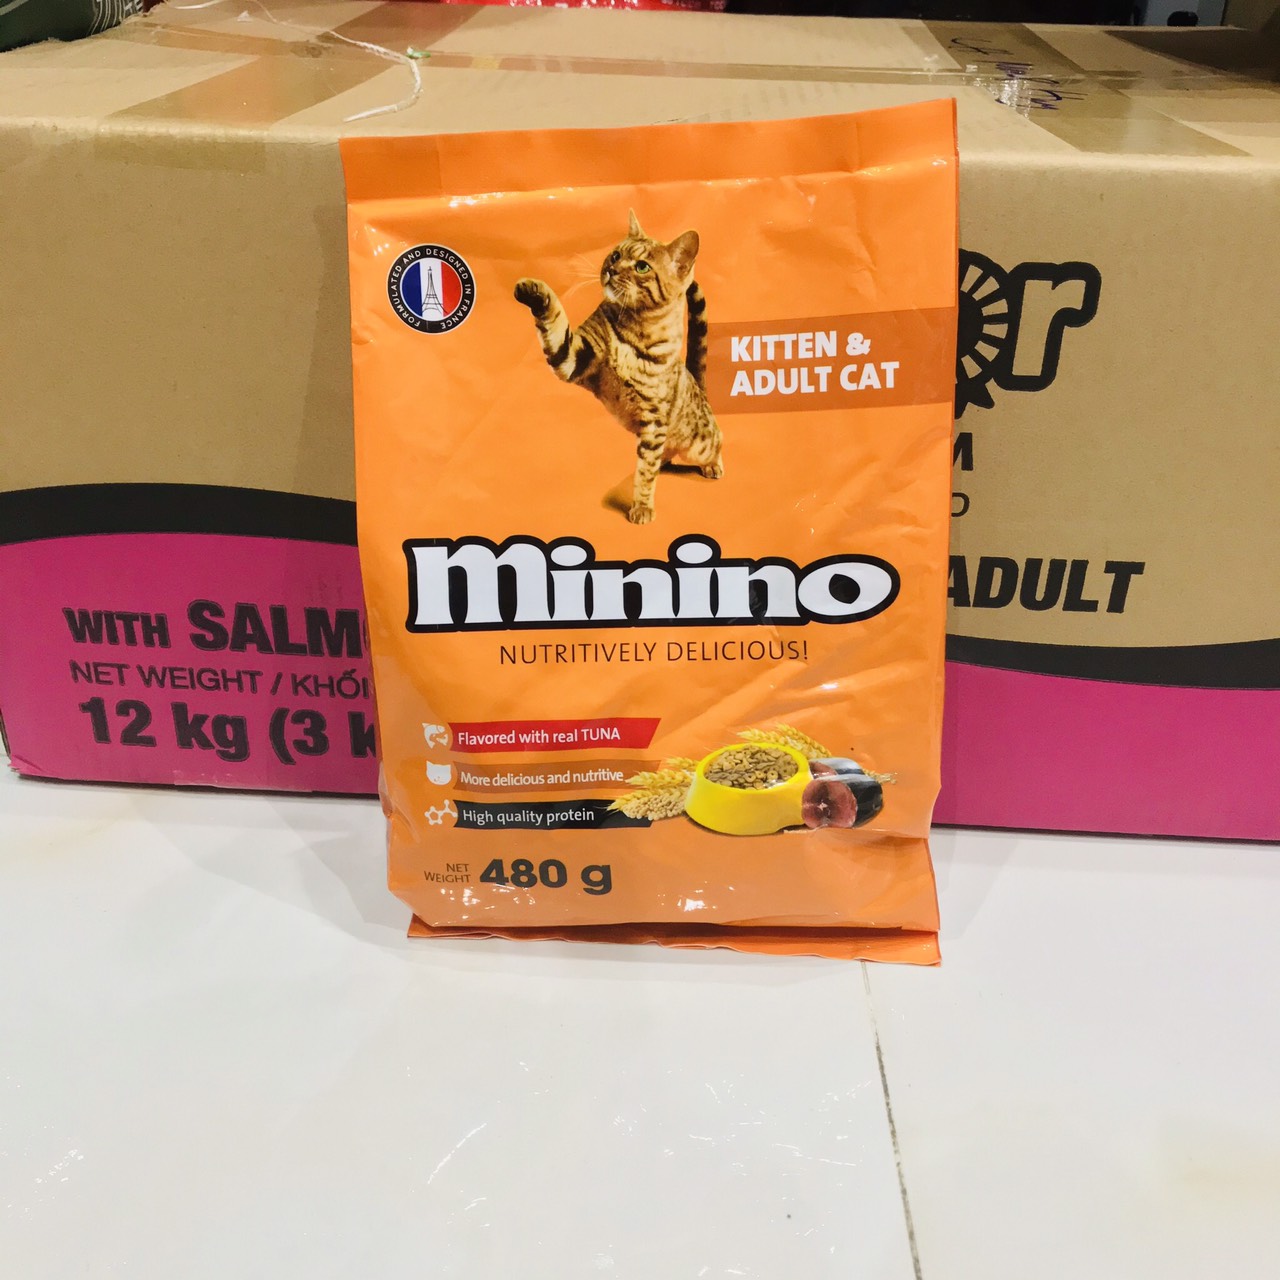 FORMULATED AND DESIGNED IN FRANCE
KITTEN &
ADULT CAT
minino
NUTRITIVELY DELICIOUS!
Flavored with real TUNA
More delicious and nutritive
High quality protein
NET
WEIGHT 480 g
WITH SALM
NET WEIGHT / KHỐI
12 kg (3 k
or
M
ADULT